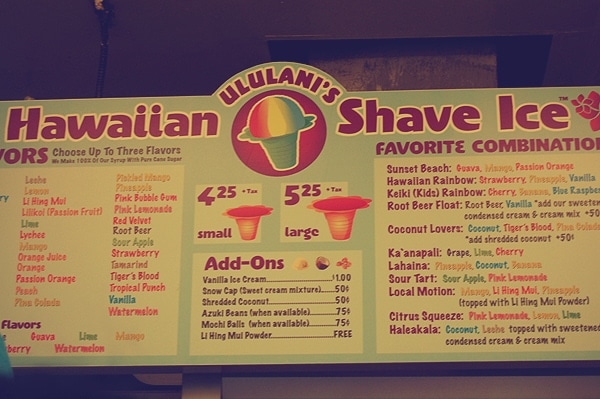 ULULANI'S
Hawaiian Shave Ice™
VORS Choose Up To Three Flavors
We Make 100% Of Our Syrup With Pure Cane Sugar
Leche
Lemon
Li Hing Mui
Lilikoi (Passion Fruit)
Lime
Lychee
Mango
Orange Juice
Orange
Passion Orange
Peach
Pina Colada
Pickled Mango
Pineapple
Pink Bubble Gum
Pink Lemonade
Red Velvet
Root Beer
Sour Apple
Strawberry
Tamarind
Tiger's Blood
Tropical Punch
Vanilla
Watermelon
Flavors
Guava Lime Mango
berry Watermelon
4.25 + Tax
small
5.25 + Tax
large
Add-Ons
Vanilla Ice Cream 1.00
Snow Cap (Sweet cream mixture) 50¢
Shredded Coconut 50¢
Azuki Beans (when available) 75¢
Mochi Balls (when available) 75¢
Li Hing Mui Powder FREE
FAVORITE COMBINATIO
Sunset Beach: Guava, Mango, Passion Orange
Hawaiian Rainbow: Strawberry, Pineapple, Vanilla
Keiki (Kids) Rainbow: Cherry, Banana, Blue Raspber
Root Beer Float: Root Beer, Vanilla *add our sweeten
condensed cream & cream mix +50¢
Coconut Lovers: Coconut, Tiger's Blood, Pina Colada
*add shredded coconut +50¢
Ka'anapali: Grape, Lime, Cherry
Lahaina: Pineapple, Coconut, Banana
Sour Tart: Sour Apple, Pink Lemonade
Local Motion: Mango, Li Hing Mui, Pineapple
(topped with Li Hing Mui Powder)
Citrus Squeeze: Pink Lemonade, Lemon, Lime
Haleakala: Coconut, Leche topped with sweetened
condensed cream & cream mix